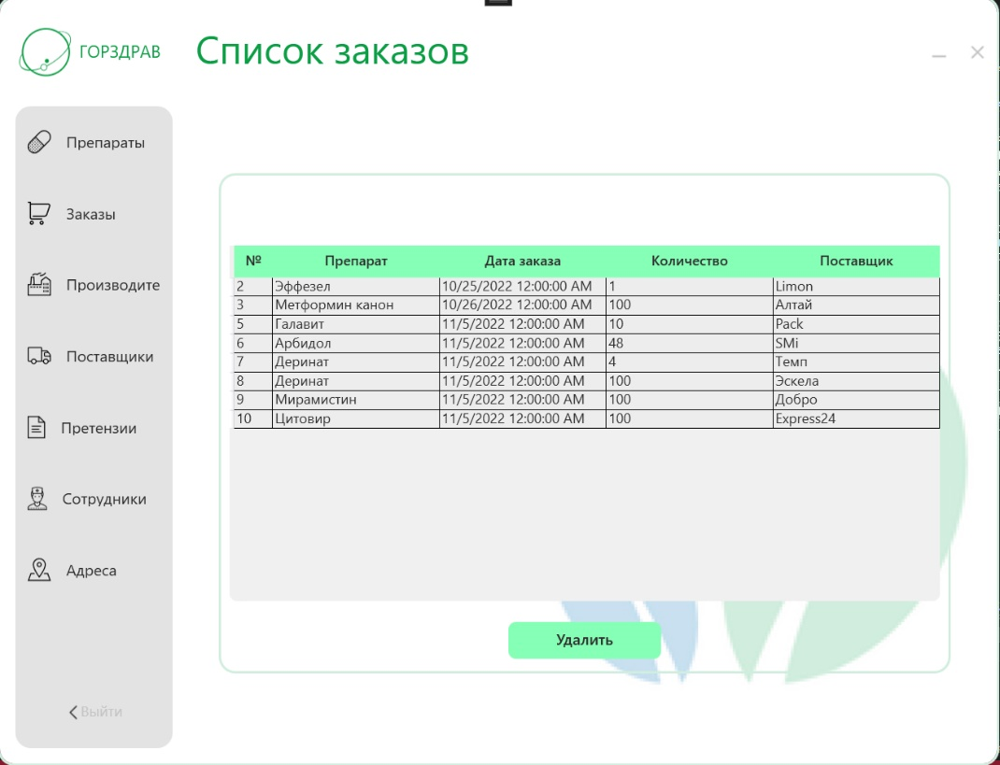 ГОРЗДРАВ
Список заказов
Препараты
Заказы
Производите
Поставщики
Претензии
Сотрудники
Адреса
Выйти
№ Препарат Дата заказа Количество Поставщик
2 Эффезел 10/25/2022 12:00:00 AM 1 Limon
3 Метформин канон 10/26/2022 12:00:00 AM 100 Алтай
5 Галавит 11/5/2022 12:00:00 AM 10 Pack
6 Арбидол 11/5/2022 12:00:00 AM 48 SMi
7 Деринат 11/5/2022 12:00:00 AM 4 Темп
8 Деринат 11/5/2022 12:00:00 AM 100 Эскела
9 Мирамистин 11/5/2022 12:00:00 AM 100 Добро
10 Цитовир 11/5/2022 12:00:00 AM 100 Express24
Удалить